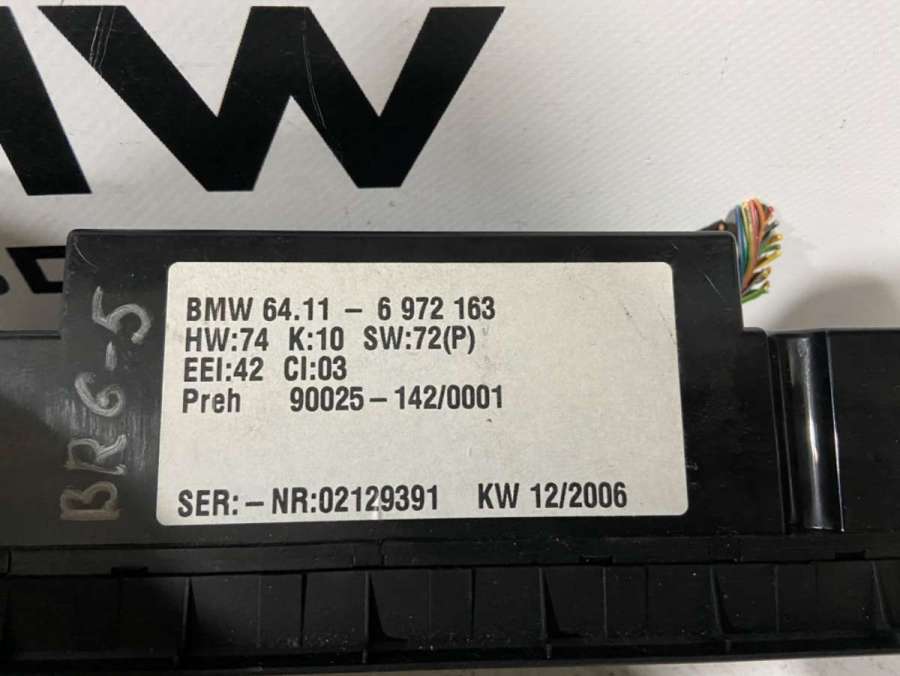 MW
BMW 64.11 – 6 972 163
HW:74 K:10 SW:72(P)
EEI:42 CI:03
Preh 90025–142/0001
SER:–NR:02129391 KW 12/2006
BR6-5